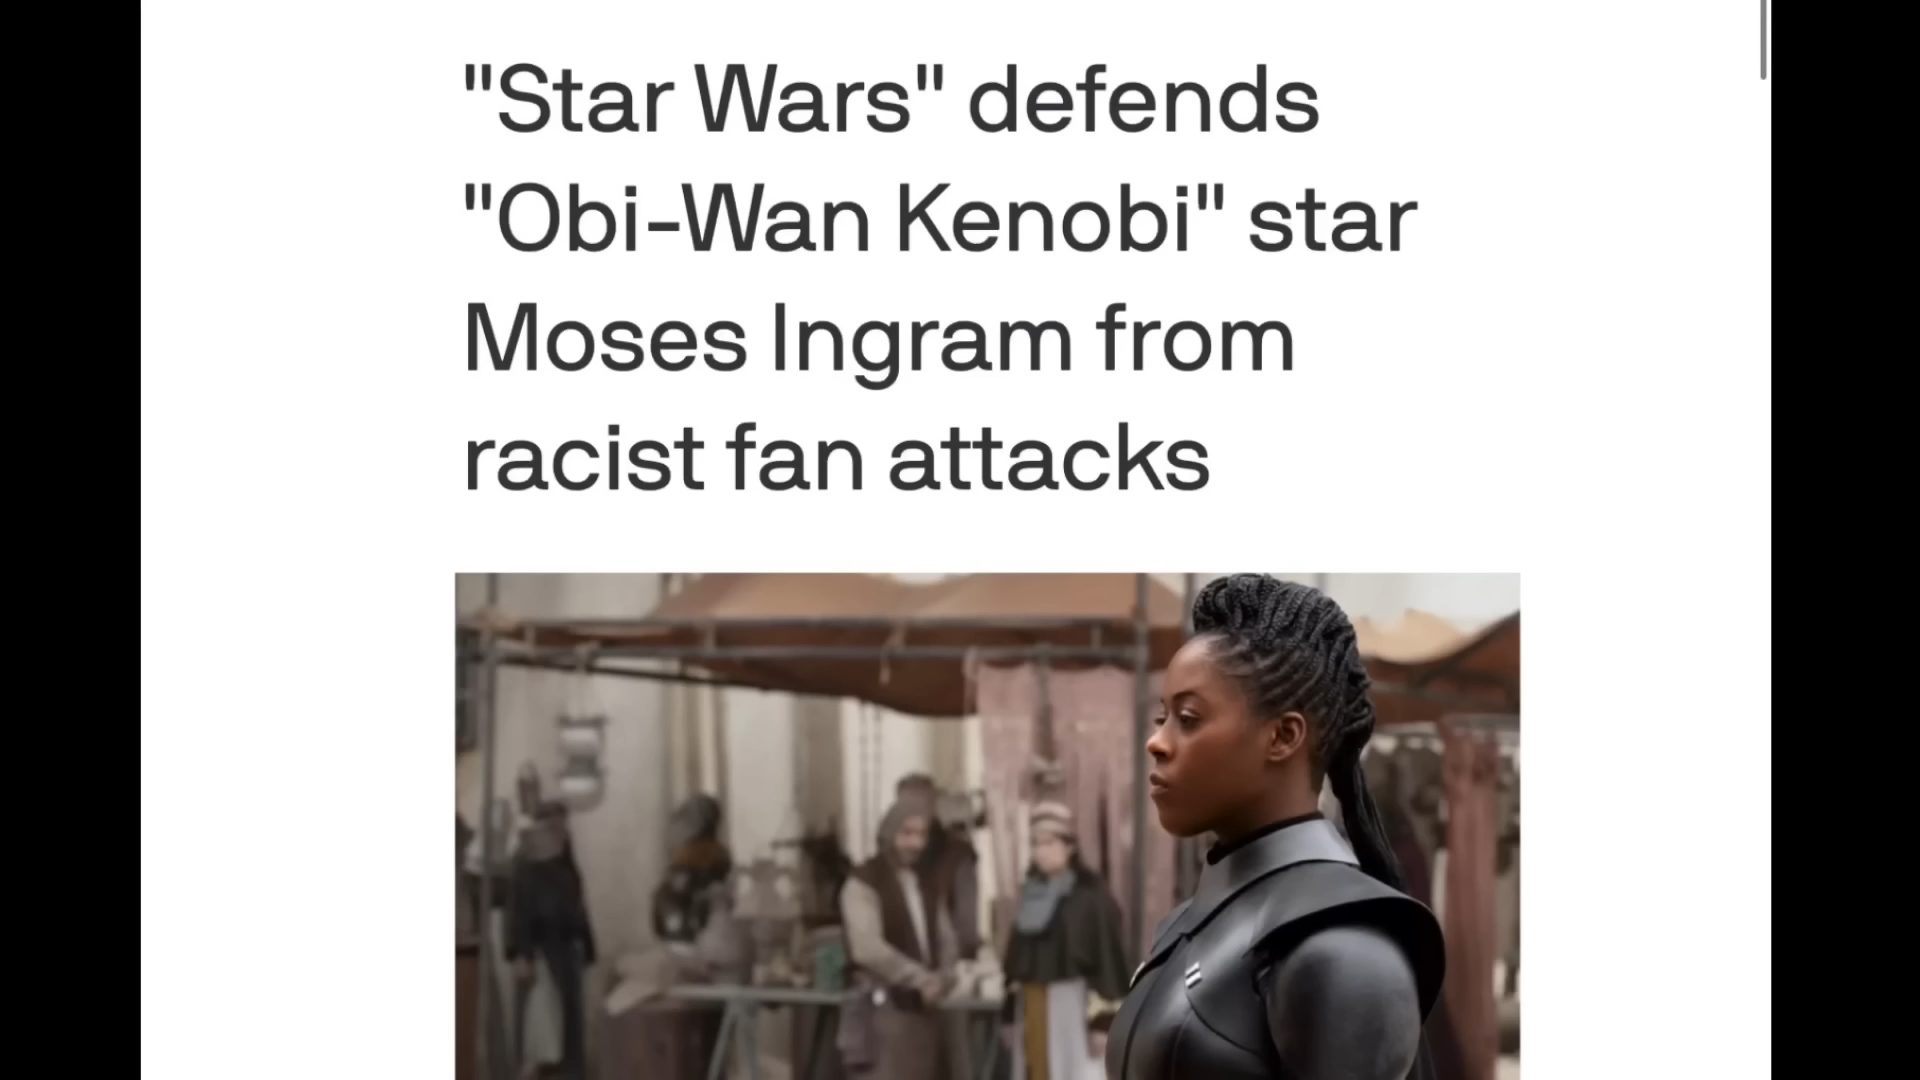 "Star Wars" defends
"Obi-Wan Kenobi" star
Moses Ingram from
racist fan attacks